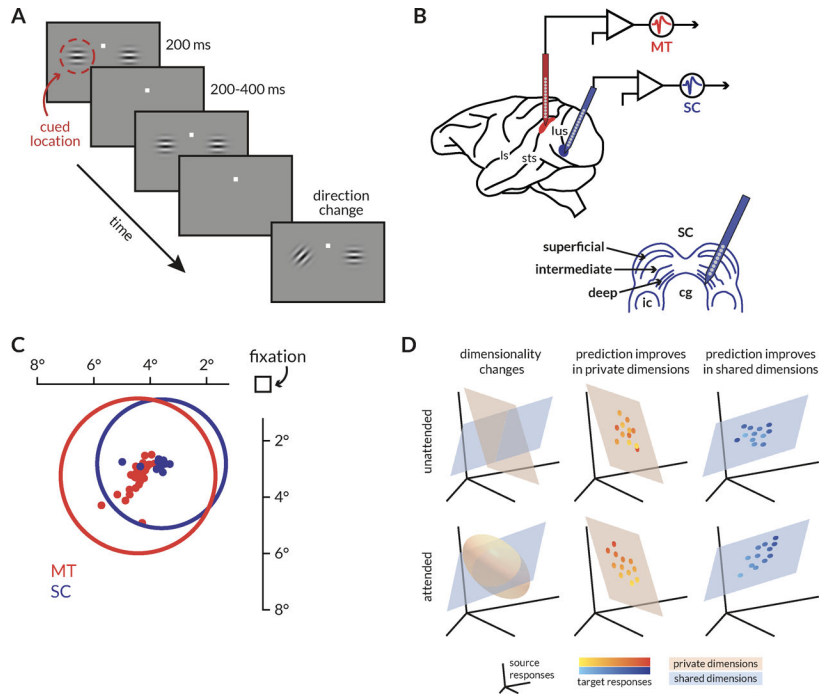 A
200 ms
200-400 ms
cued
location
time
direction
change
B
MT
SC
lus
ls
sts
SC
superficial
intermediate
deep
ic
cg
C
8° 6° 4° 2°
fixation
2°
4°
6°
8°
MT
SC
D
dimensionality
changes
prediction improves
in private dimensions
prediction improves
in shared dimensions
unattended
attended
source
responses
target responses
private dimensions
shared dimensions